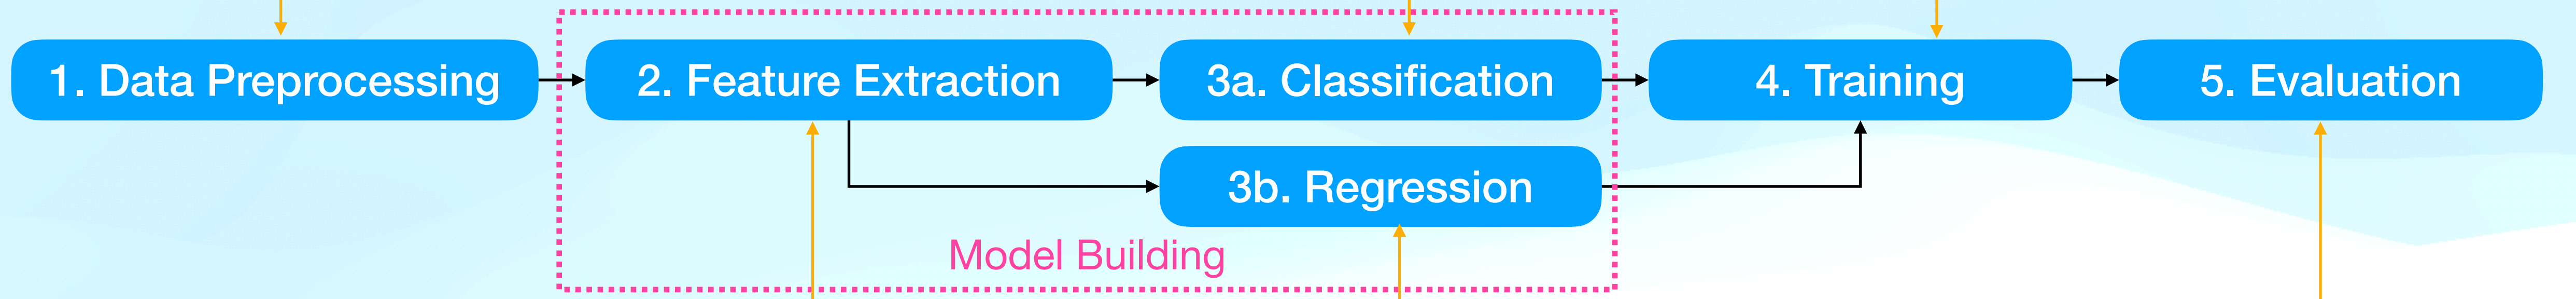 1. Data Preprocessing
2. Feature Extraction
3a. Classification
4. Training
5. Evaluation
3b. Regression
Model Building